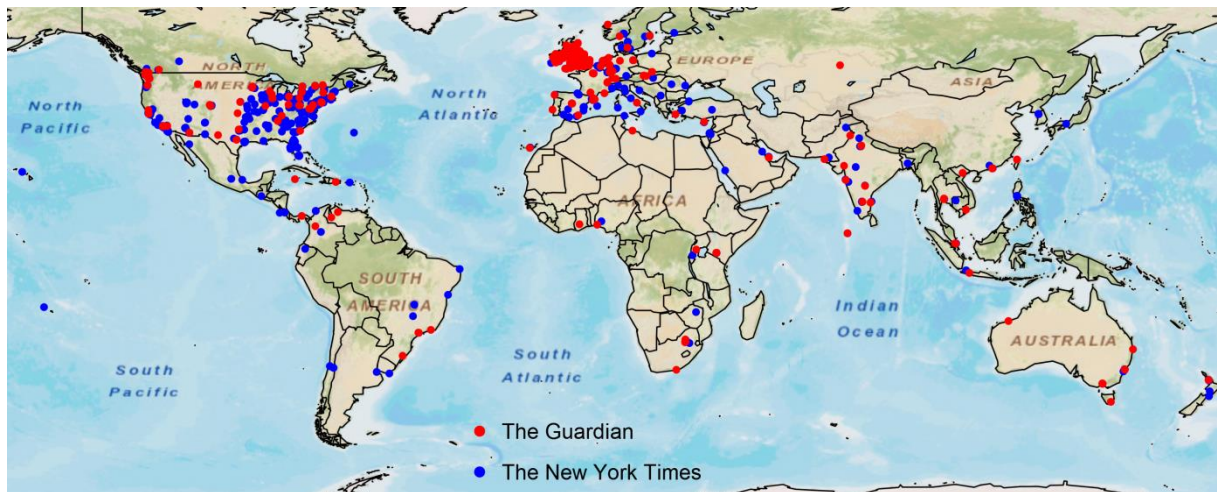 NORTH
AMERICA
EUROPE
ASIA
North
Pacific
North
Atlantic
AFRICA
SOUTH
AMERICA
Indian
Ocean
AUSTRALIA
South
Pacific
South
Atlantic
The Guardian
The New York Times